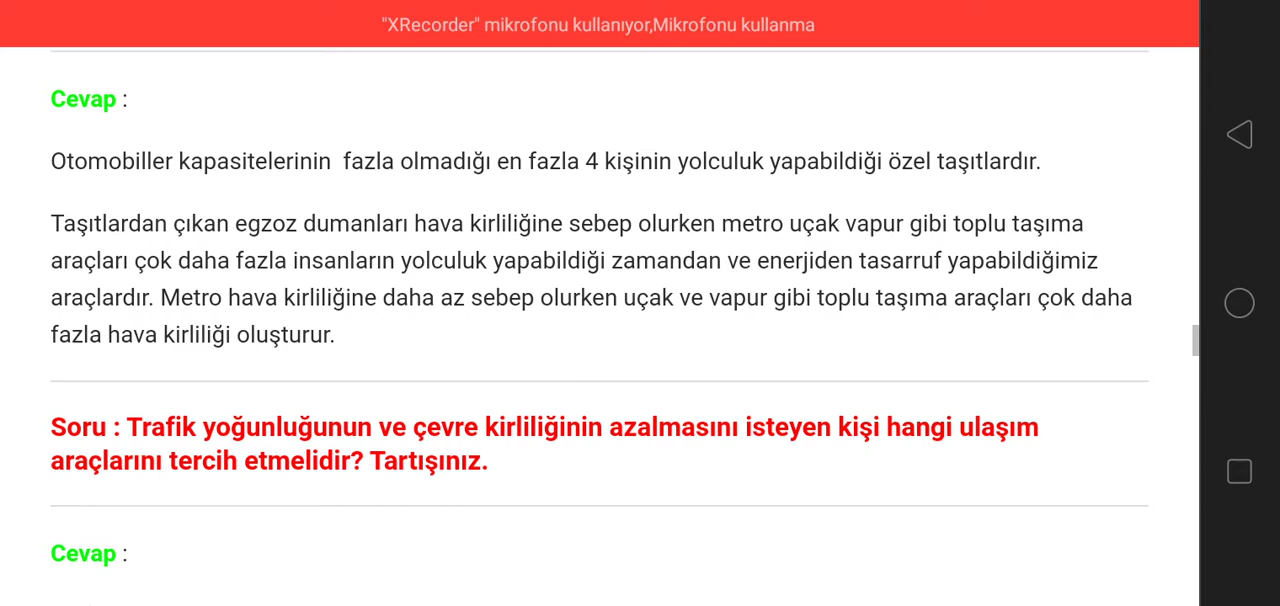 "XRecorder" mikrofonu kullanıyor,Mikrofonu kullanma
Cevap :
Otomobiller kapasitelerinin  fazla olmadığı en fazla 4 kişinin yolculuk yapabildiği özel taşıtlardır.
Taşıtlardan çıkan egzoz dumanları hava kirliliğine sebep olurken metro uçak vapur gibi toplu taşıma
araçları çok daha fazla insanların yolculuk yapabildiği zamandan ve enerjiden tasarruf yapabildiğimiz
araçlardır. Metro hava kirliliğine daha az sebep olurken uçak ve vapur gibi toplu taşıma araçları çok daha
fazla hava kirliliği oluşturur.
Soru : Trafik yoğunluğunun ve çevre kirliliğinin azalmasını isteyen kişi hangi ulaşım
araçlarını tercih etmelidir? Tartışınız.
Cevap :